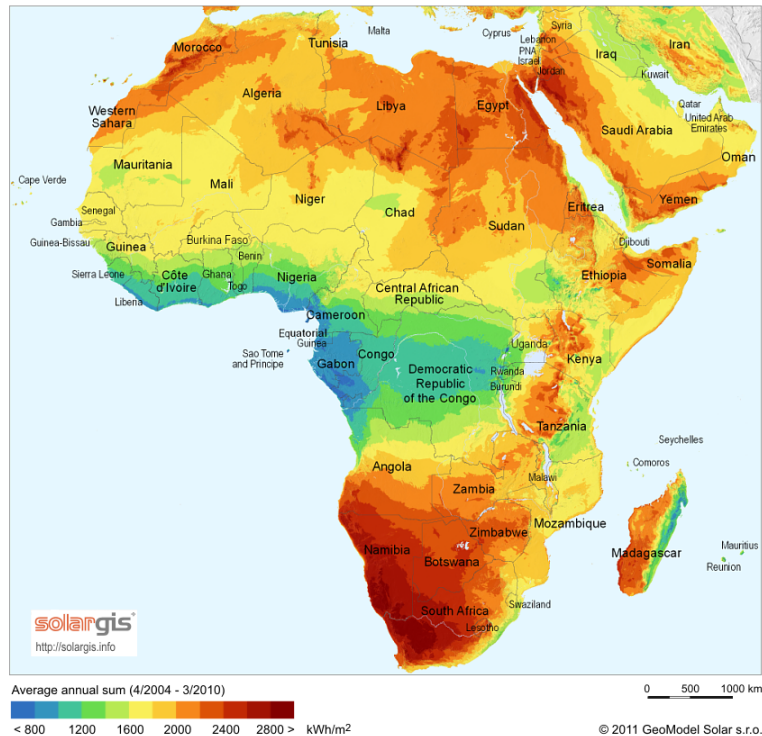 Malta
Cyprus
Syria
Lebanon
PNA
Israel
Jordan
Iraq
Iran
Kuwait
Morocco
Tunisia
Algeria
Libya
Egypt
Qatar
United Arab
Emirates
Saudi Arabia
Oman
Western
Sahara
Mauritania
Mali
Niger
Chad
Sudan
Eritrea
Yemen
Cape Verde
Senegal
Gambia
Guinea-Bissau
Guinea
Burkina Faso
Benin
Djibouti
Somalia
Ethiopia
Sierra Leone
Côte
d'Ivoire
Ghana
Togo
Nigeria
Central African
Republic
Liberia
Cameroon
Equatorial
Guinea
Sao Tome
and Principe
Gabon
Congo
Democratic
Republic
of the Congo
Uganda
Kenya
Rwanda
Burundi
Tanzania
Seychelles
Comoros
Angola
Zambia
Malawi
Mozambique
Zimbabwe
Madagascar
Mauritius
Reunion
Namibia
Botswana
South Africa
Swaziland
Lesotho
solargis
http://solargis.info
Average annual sum (4/2004 - 3/2010)
< 800 1200 1600 2000 2400 2800 > kWh/m²
0 500 1000 km
© 2011 GeoModel Solar s.r.o.